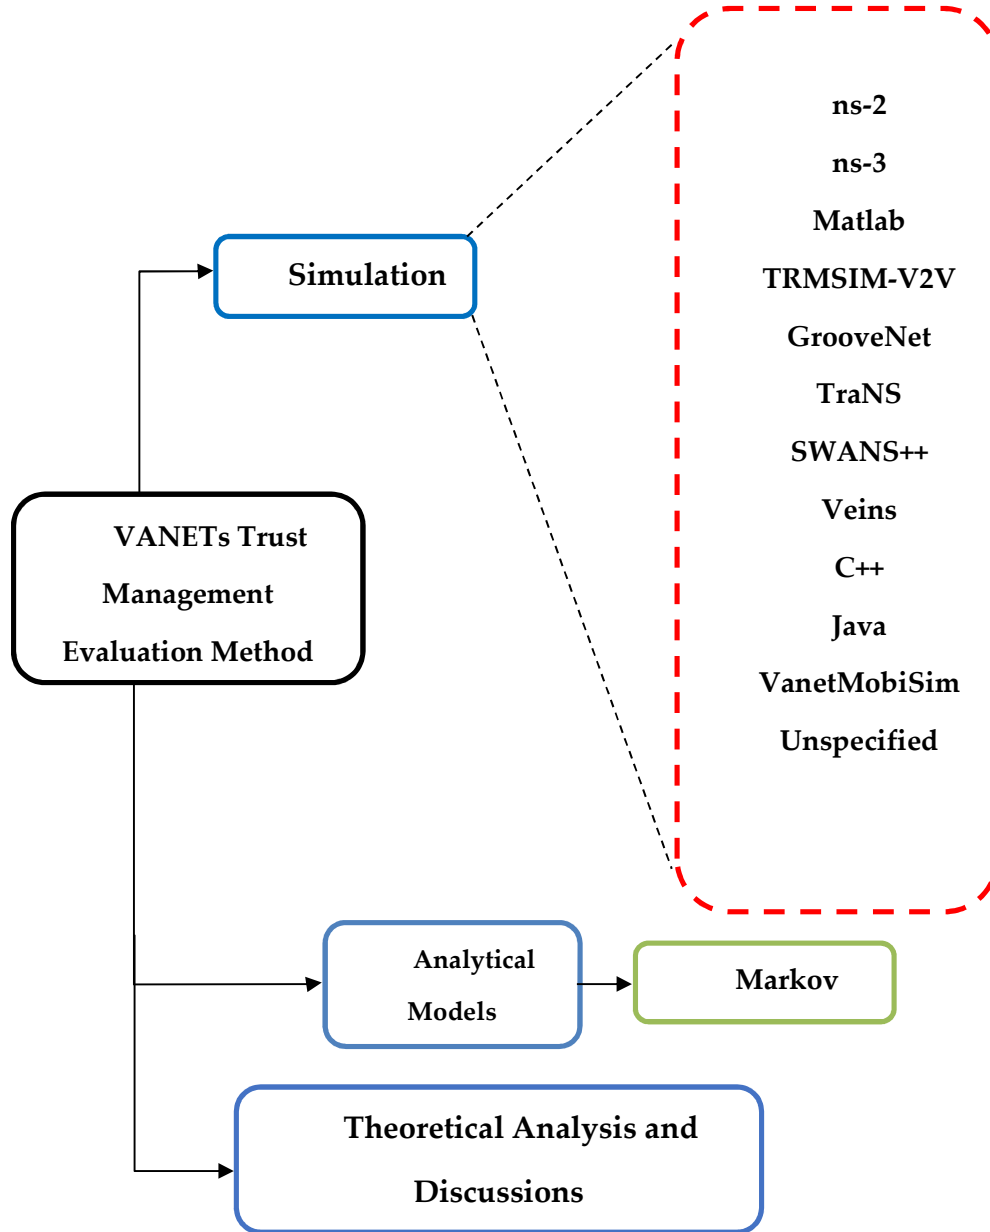 ns-2
ns-3
Matlab
TRMSIM-V2V
GrooveNet
TraNS
SWANS++
Veins
C++
Java
VanetMobiSim
Unspecified
Simulation
VANETs Trust
Management
Evaluation Method
Analytical
Models
Markov
Theoretical Analysis and
Discussions